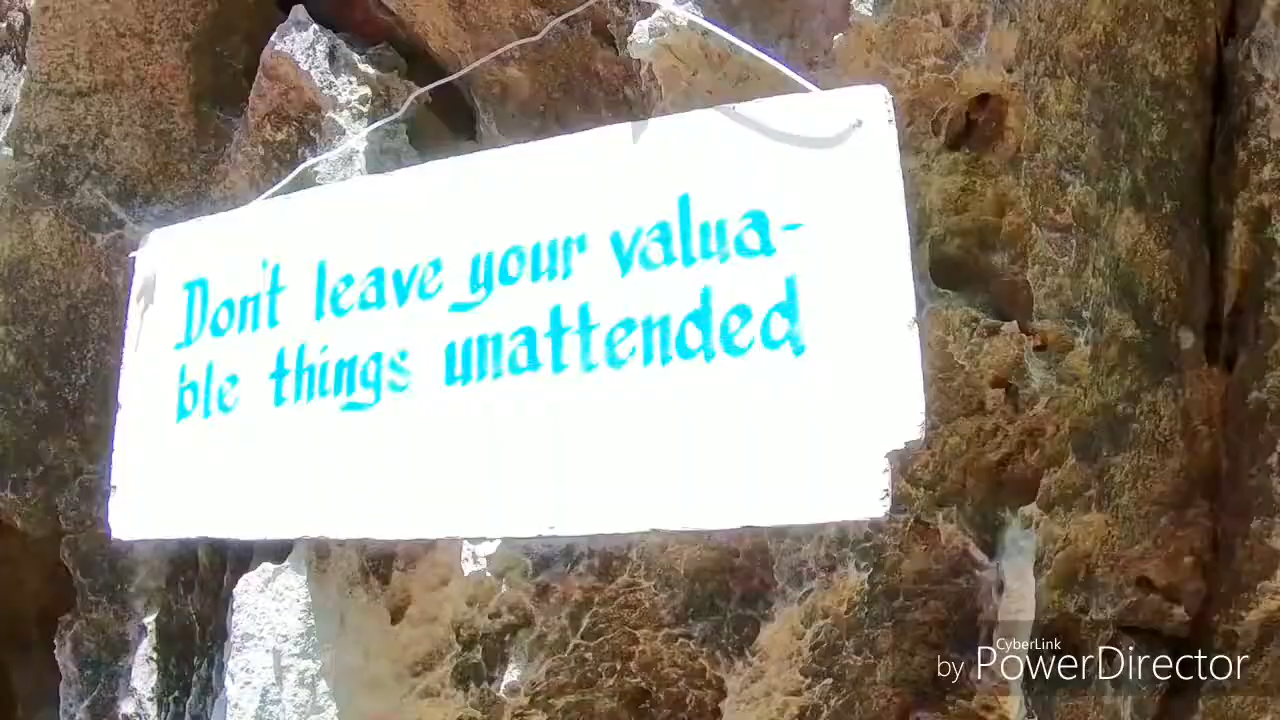 Don't leave your valua-
ble things unattended
CyberLink
by PowerDirector